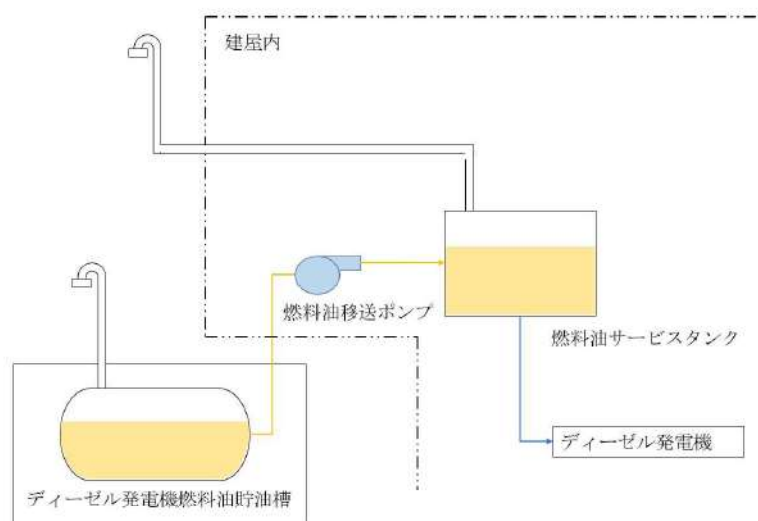 建屋内
燃料油移送ポンプ
燃料油サービスタンク
ディーゼル発電機
ディーゼル発電機燃料油貯油槽